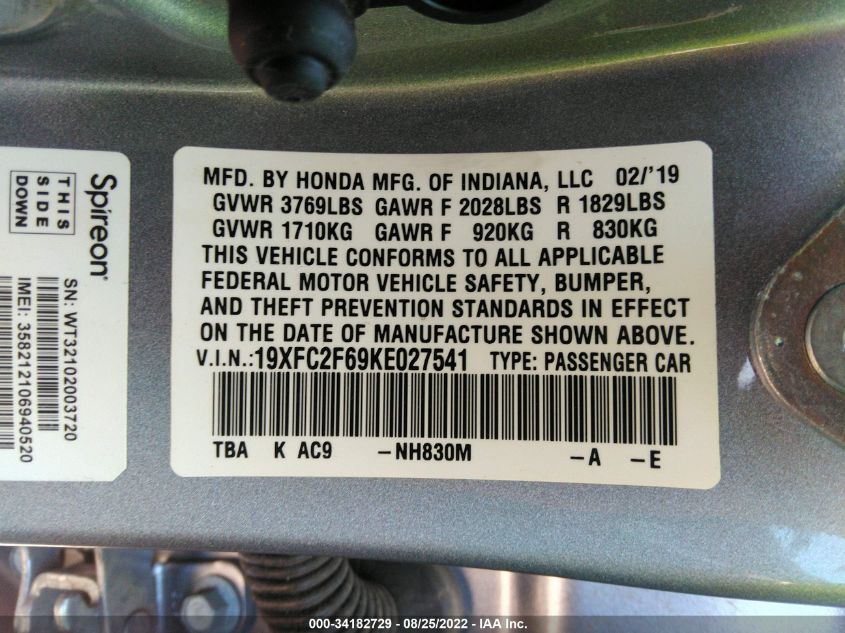 MFD. BY HONDA MFG. OF INDIANA, LLC 02/'19
GVWR 3769LBS GAWR F 2028LBS R 1829LBS
GVWR 1710KG GAWR F 920KG R 830KG
THIS VEHICLE CONFORMS TO ALL APPLICABLE
FEDERAL MOTOR VEHICLE SAFETY, BUMPER,
AND THEFT PREVENTION STANDARDS IN EFFECT
ON THE DATE OF MANUFACTURE SHOWN ABOVE.
V.I.N.:19XFC2F69KE027541 TYPE: PASSENGER CAR
TBA K AC9 -NH830M -A -E
Spireon
THIS
SIDE
DOWN
SN: WT32102003720
IMEI: 358212106940520
000-34182729 - 08/25/2022 - IAA Inc.